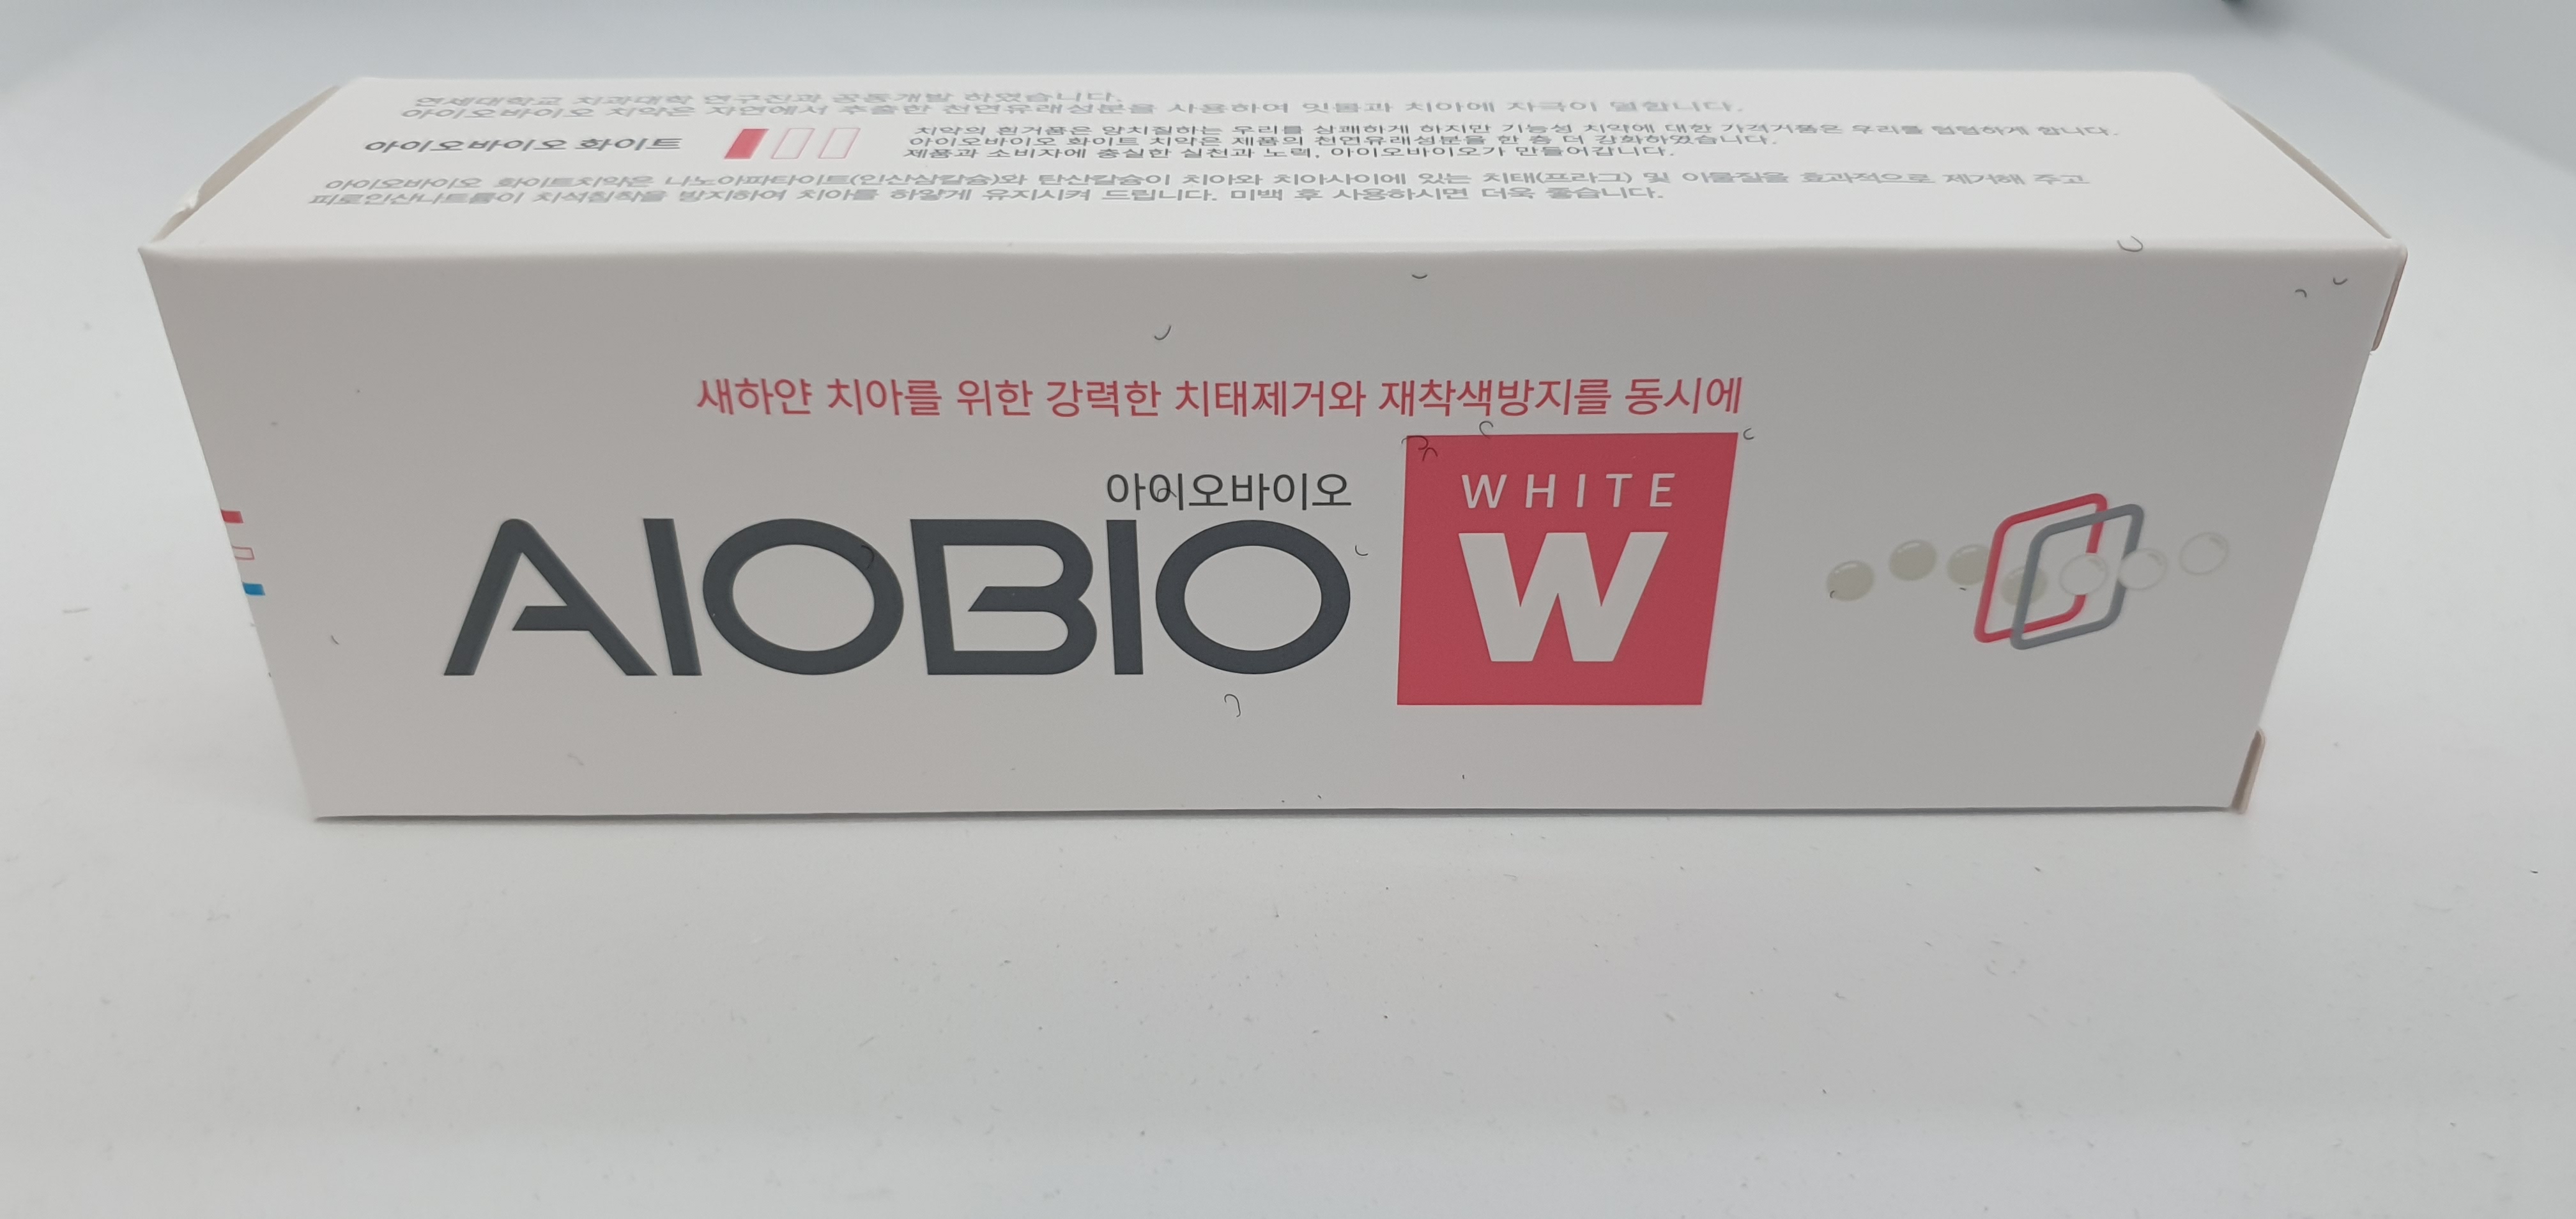 연세대학교 치과대학 연구진과 공동개발 하였습니다.
아이오바이오 치약은 자연에서 추출한 천연유래성분을 사용하여 잇몸과 치아에 자극이 덜합니다.
아이오바이오 화이트
치약의 흰거품은 양치질하는 우리를 상쾌하게 하지만 기능성 치약에 대한 가격거품은 우리를 텁텁하게 합니다.
아이오바이오 화이트 치약은 제품의 천연유래성분을 한 층 더 강화하였습니다.
제품과 소비자에 충실한 실천과 노력, 아이오바이오가 만들어갑니다.
아이오바이오 화이트치약은 나노아파타이트(인산삼칼슘)와 탄산칼슘이 치아와 치아사이에 있는 치태(프라그) 및 이물질을 효과적으로 제거해 주고
피로인산나트륨이 치석침착을 방지하여 치아를 하얗게 유지시켜 드립니다. 미백 후 사용하시면 더욱 좋습니다.
새하얀 치아를 위한 강력한 치태제거와 재착색방지를 동시에
아이오바이오
AIOBIO
WHITE
W